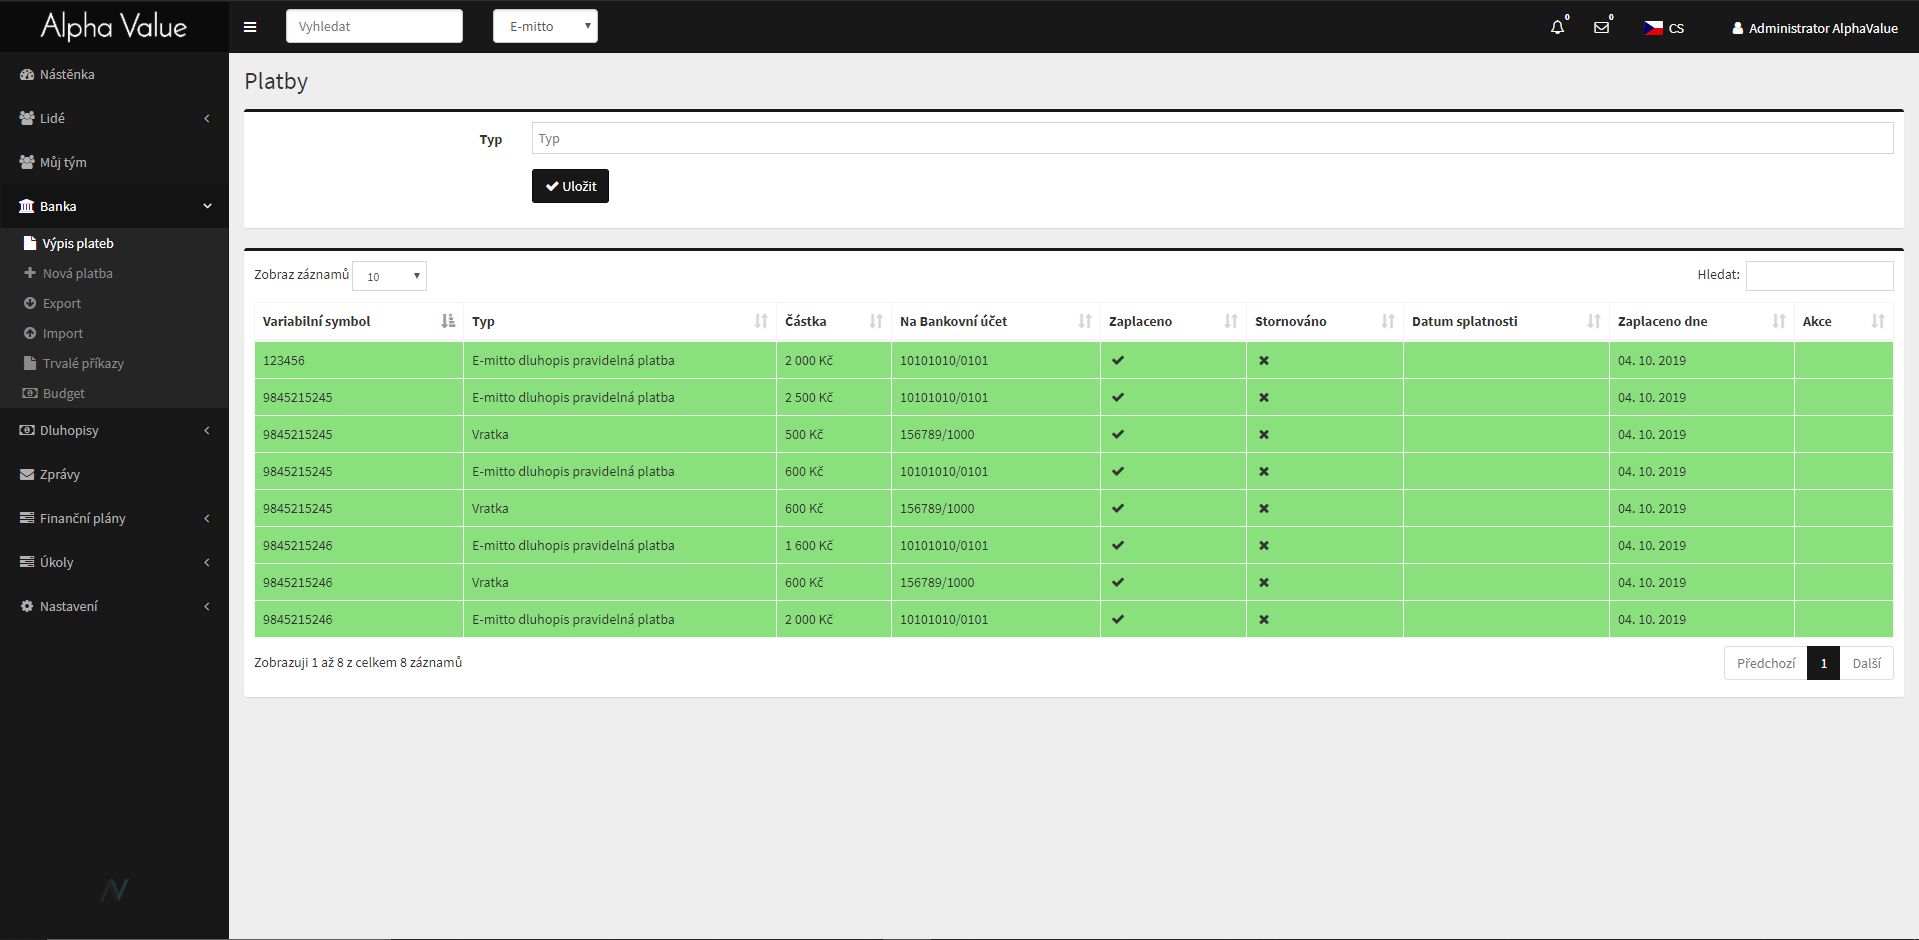 Alpha Value
Vyhledat
E-mitto
0
0
CS
Administrator AlphaValue
Nástěnka
Lidé
Můj tým
Banka
Výpis plateb
Nová platba
Export
Import
Trvalé příkazy
Budget
Dluhopisy
Zprávy
Finanční plány
Úkoly
Nastavení
Platby
Typ
Typ
Uložit
Zobraz záznamů 10
Hledat:
Variabilní symbol Typ Částka Na Bankovní účet Zaplaceno Stornováno Datum splatnosti Zaplaceno dne Akce
123456 E-mitto dluhopis pravidelná platba 2 000 Kč 10101010/0101 04. 10. 2019
9845215245 E-mitto dluhopis pravidelná platba 2 500 Kč 10101010/0101 04. 10. 2019
9845215245 Vratka 500 Kč 156789/1000 04. 10. 2019
9845215245 E-mitto dluhopis pravidelná platba 600 Kč 10101010/0101 04. 10. 2019
9845215245 Vratka 600 Kč 156789/1000 04. 10. 2019
9845215246 E-mitto dluhopis pravidelná platba 1 600 Kč 10101010/0101 04. 10. 2019
9845215246 Vratka 600 Kč 156789/1000 04. 10. 2019
9845215246 E-mitto dluhopis pravidelná platba 2 000 Kč 10101010/0101 04. 10. 2019
Zobrazuji 1 až 8 z celkem 8 záznamů
Předchozí 1 Další